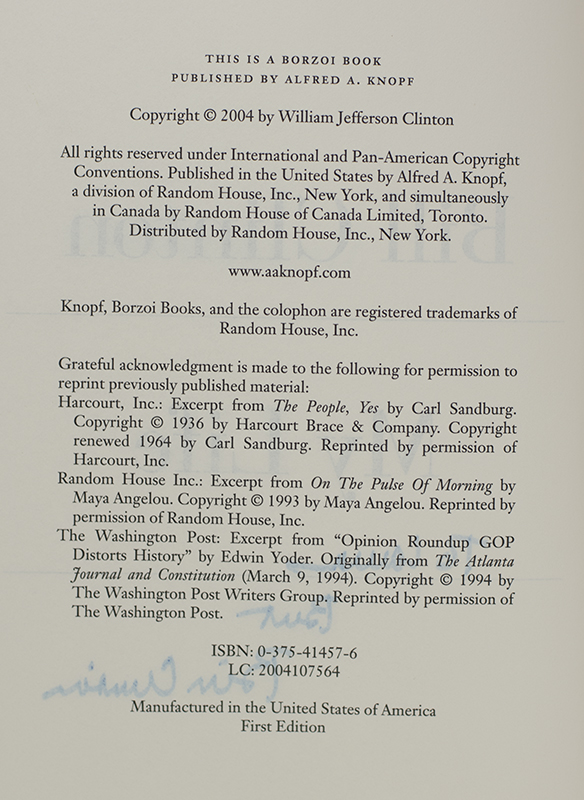 THIS IS A BORZOI BOOK
PUBLISHED BY ALFRED A. KNOPF
Copyright © 2004 by William Jefferson Clinton
All rights reserved under International and Pan-American Copyright
Conventions. Published in the United States by Alfred A. Knopf,
a division of Random House, Inc., New York, and simultaneously
in Canada by Random House of Canada Limited, Toronto.
Distributed by Random House, Inc., New York.
www.aaknopf.com
Knopf, Borzoi Books, and the colophon are registered trademarks of
Random House, Inc.
Grateful acknowledgment is made to the following for permission to
reprint previously published material:
Harcourt, Inc.: Excerpt from The People, Yes by Carl Sandburg.
Copyright © 1936 by Harcourt Brace & Company. Copyright
renewed 1964 by Carl Sandburg. Reprinted by permission of
Harcourt, Inc.
Random House Inc.: Excerpt from On The Pulse Of Morning by
Maya Angelou. Copyright © 1993 by Maya Angelou. Reprinted by
permission of Random House, Inc.
The Washington Post: Excerpt from “Opinion Roundup GOP
Distorts History” by Edwin Yoder. Originally from The Atlanta
Journal and Constitution (March 9, 1994). Copyright © 1994 by
The Washington Post Writers Group. Reprinted by permission of
The Washington Post.
ISBN: 0-375-41457-6
LC: 2004107564
Manufactured in the United States of America
First Edition